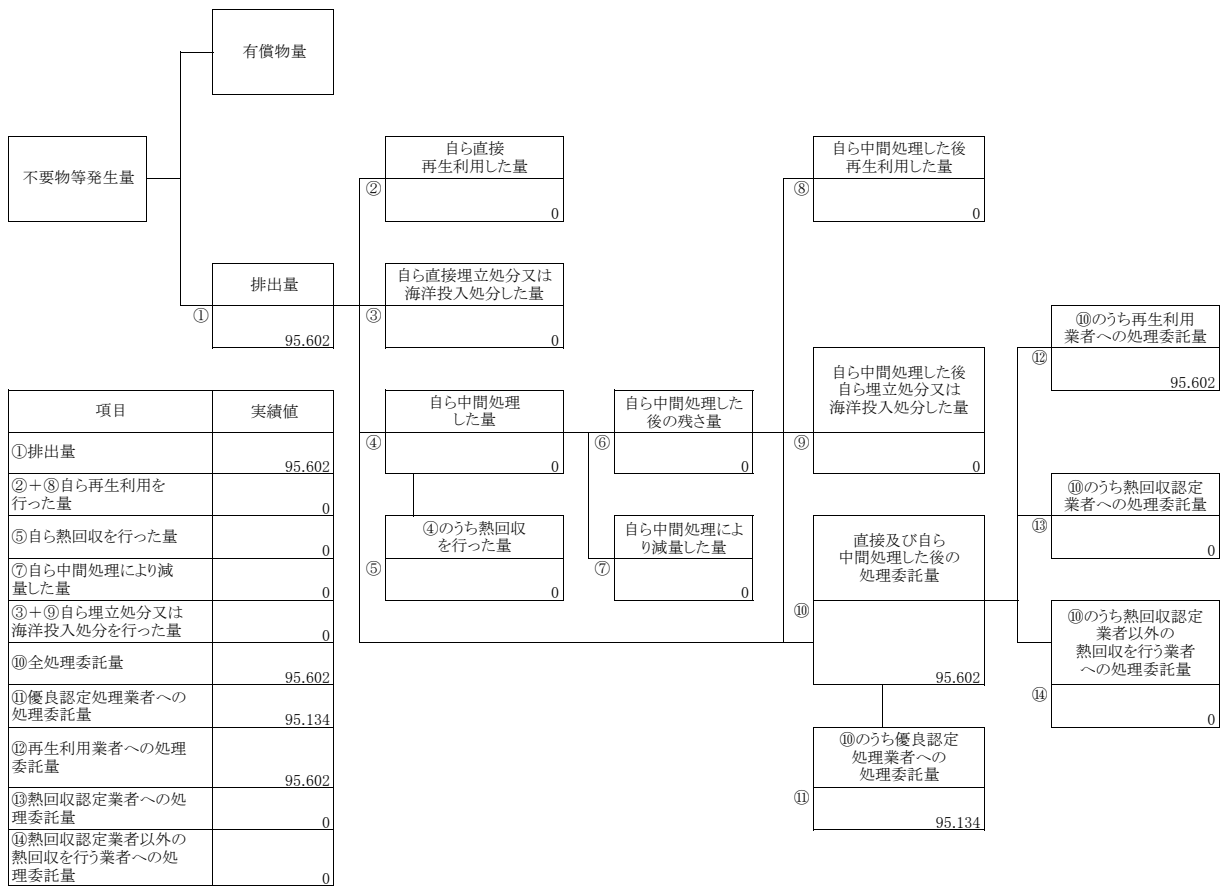 有償物量
不要物等発生量
排出量
①
95.602
自ら直接
再生利用した量
②
0
自ら直接埋立処分又は
海洋投入処分した量
③
0
自ら中間処理
した量
④
0
④のうち熱回収
を行った量
⑤
0
自ら中間処理した
後の残さ量
⑥
0
自ら中間処理によ
り減量した量
⑦
0
自ら中間処理した後
再生利用した量
⑧
0
自ら中間処理した後
自ら埋立処分又は
海洋投入処分した量
⑨
0
直接及び自ら
中間処理した後の
処理委託量
⑩
95.602
⑩のうち優良認定
処理業者への
処理委託量
⑪
95.134
⑩のうち再生利用
業者への処理委託量
⑫
95.602
⑩のうち熱回収認定
業者への処理委託量
⑬
0
⑩のうち熱回収認定
業者以外の
熱回収を行う業者
への処理委託量
⑭
0
項目 実績値
①排出量
95.602
②＋⑧自ら再生利用を
行った量
0
⑤自ら熱回収を行った量
0
⑦自ら中間処理により減
量した量
0
③＋⑨自ら埋立処分又は
海洋投入処分を行った量
0
⑩全処理委託量
95.602
⑪優良認定処理業者への
処理委託量
95.134
⑫再生利用業者への処理
委託量
95.602
⑬熱回収認定業者への処
理委託量
0
⑭熱回収認定業者以外の
熱回収を行う業者への処
理委託量
0